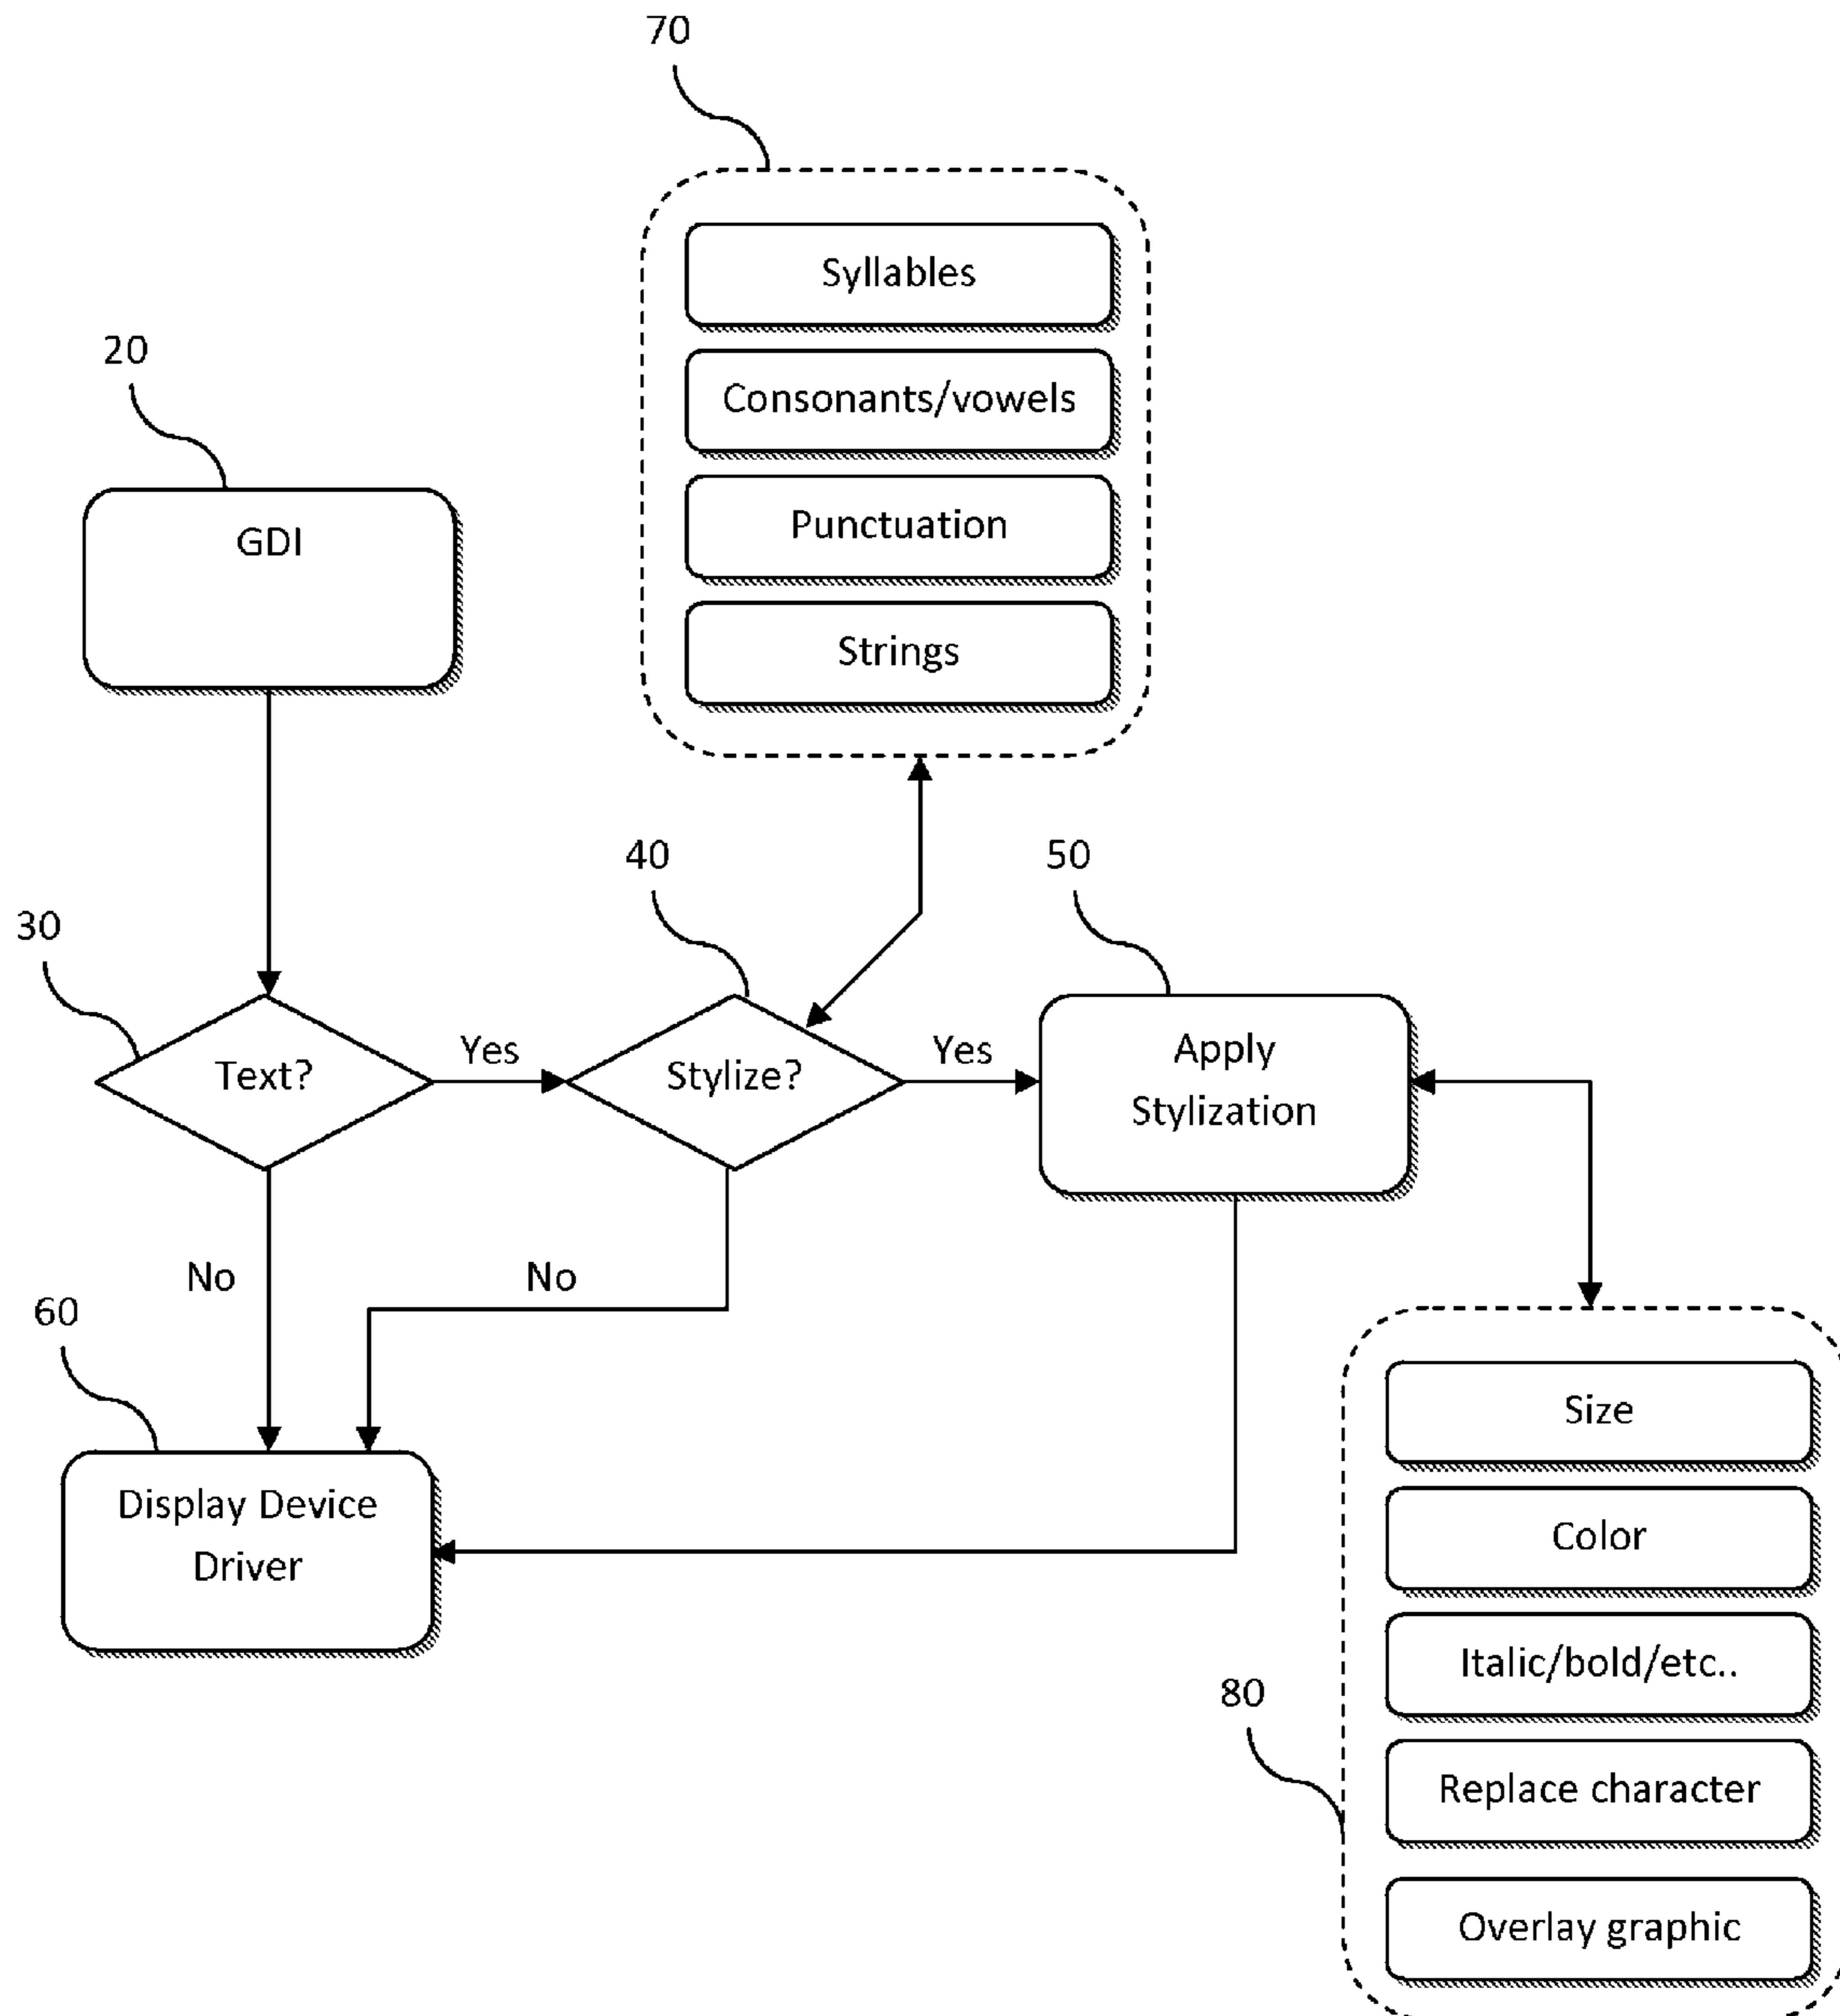 70
Syllables
Consonants/vowels
Punctuation
Strings
20
GDI
30
Text?
Yes
40
Stylize?
Yes
50
Apply
Stylization
No
No
60
Display Device
Driver
80
Size
Color
Italic/bold/etc..
Replace character
Overlay graphic